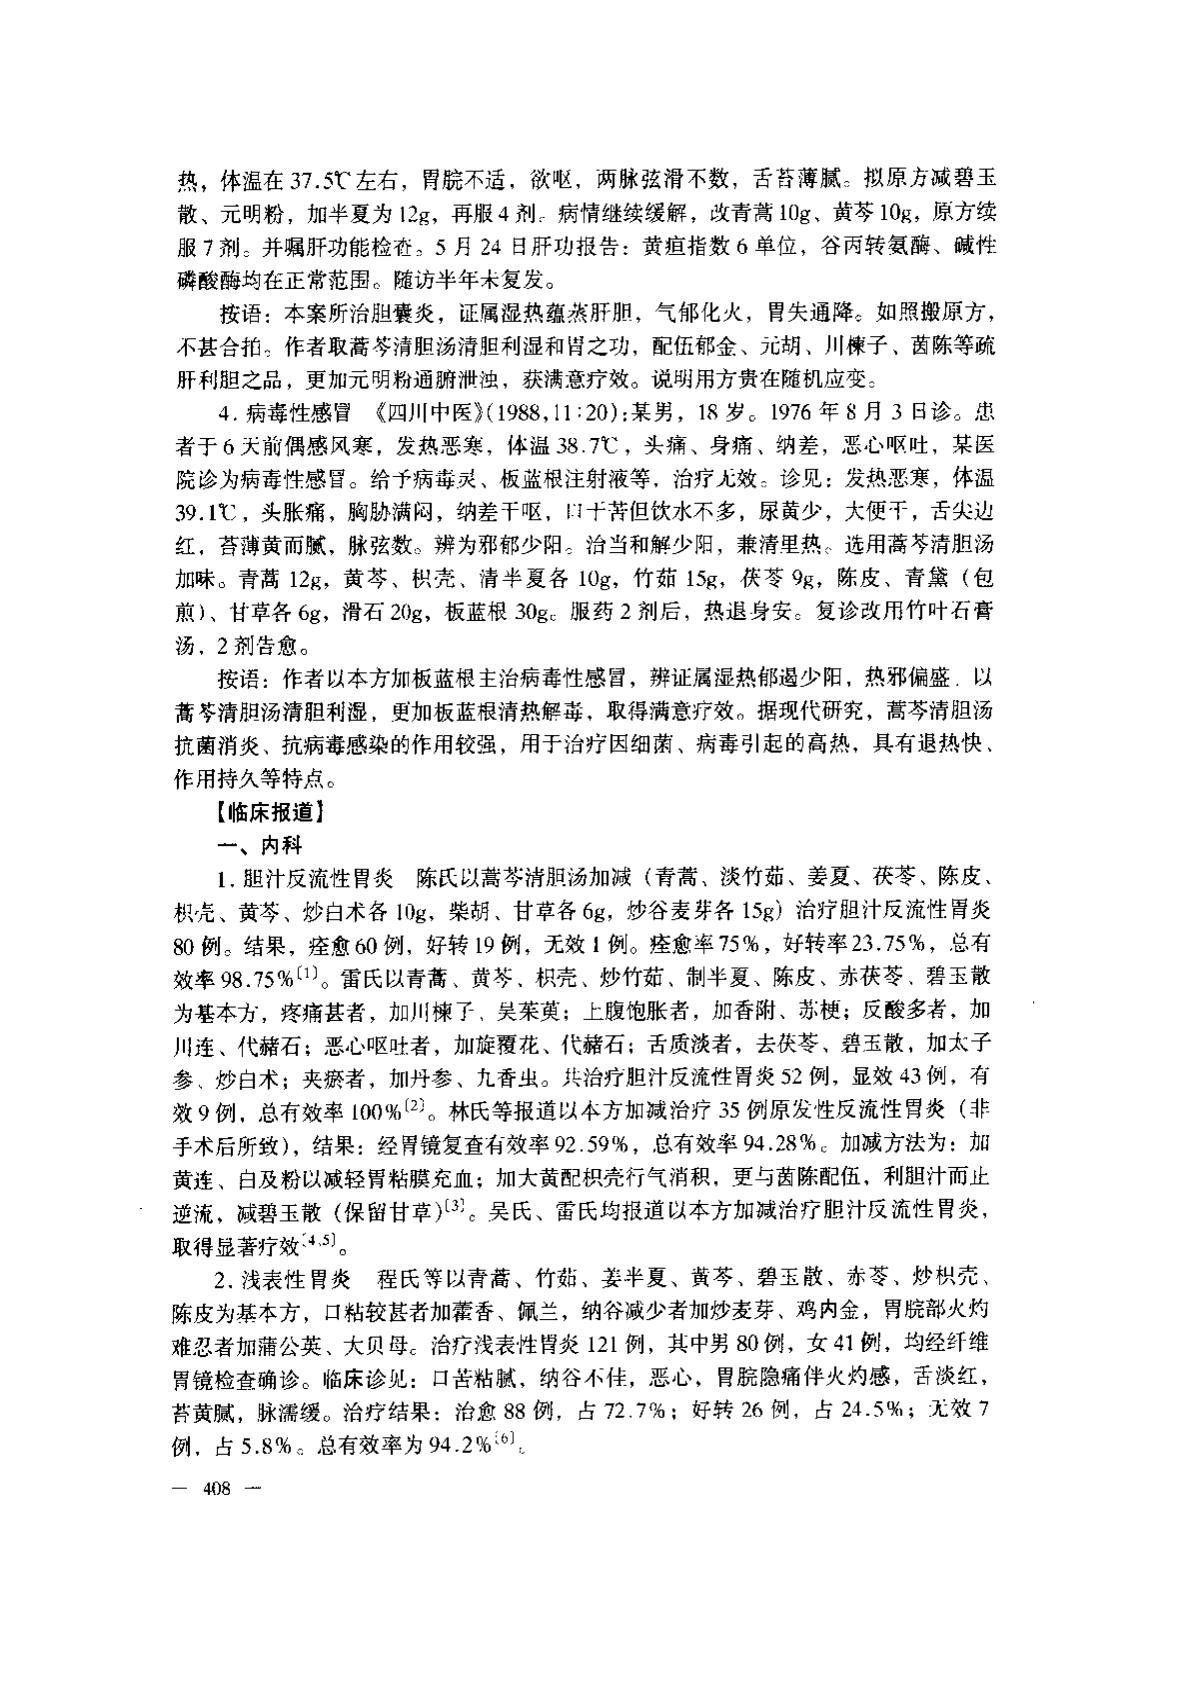 热，体温在 37.5℃左右，胃脘不适，欲呕，两脉弦滑不数，舌苔薄腻。拟原方减碧玉
散、元明粉，加半夏为 12g，再服 4 剂。病情继续缓解，改青蒿 10g、黄芩 10g，原方续
服 7 剂。并嘱肝功能检查。5 月 24 日肝功报告：黄疸指数 6 单位，谷丙转氨酶、碱性
磷酸酶均在正常范围。随访半年未复发。
按语：本案所治胆囊炎，证属湿热蕴蒸肝胆，气郁化火，胃失通降。如照搬原方，
不甚合拍。作者取蒿芩清胆汤清胆利湿和胃之功，配伍郁金、元胡、川楝子、茵陈等疏
肝利胆之品，更加元明粉通腑泄浊，获满意疗效。说明用方贵在随机应变。
4. 病毒性感冒　《四川中医》(1988,11:20):某男，18 岁。1976 年 8 月 3 日诊。患
者于 6 天前偶感风寒，发热恶寒，体温 38.7℃，头痛、身痛、纳差，恶心呕吐，某医
院诊为病毒性感冒。给予病毒灵、板蓝根注射液等，治疗无效。诊见：发热恶寒，体温
39.1℃，头胀痛，胸胁满闷，纳差干呕，口干苦但饮水不多，尿黄少，大便干，舌尖边
红，苔薄黄而腻，脉弦数。辨为邪郁少阳。治当和解少阳，兼清里热。选用蒿芩清胆汤
加味。青蒿 12g，黄芩、枳壳、清半夏各 10g，竹茹 15g，茯苓 9g，陈皮、青黛（包
煎）、甘草各 6g，滑石 20g，板蓝根 30g。服药 2 剂后，热退身安。复诊改用竹叶石膏
汤，2 剂告愈。
按语：作者以本方加板蓝根主治病毒性感冒，辨证属湿热郁遏少阳，热邪偏盛．以
蒿芩清胆汤清胆利湿，更加板蓝根清热解毒，取得满意疗效。据现代研究，蒿芩清胆汤
抗菌消炎、抗病毒感染的作用较强，用于治疗因细菌、病毒引起的高热，具有退热快、
作用持久等特点。
【临床报道】
一、内科
1. 胆汁反流性胃炎　陈氏以蒿芩清胆汤加减（青蒿、淡竹茹、姜夏、茯苓、陈皮、
枳壳、黄芩、炒白术各 10g，柴胡、甘草各 6g，炒谷麦芽各 15g）治疗胆汁反流性胃炎
80 例。结果，痊愈 60 例，好转 19 例，无效 1 例。痊愈率 75%，好转率 23.75%，总有
效率 98.75%〔1〕。雷氏以青蒿、黄芩、枳壳、炒竹茹、制半夏、陈皮、赤茯苓、碧玉散
为基本方，疼痛甚者，加川楝子、吴茱萸；上腹饱胀者，加香附、苏梗；反酸多者，加
川连、代赭石；恶心呕吐者，加旋覆花、代赭石；舌质淡者，去茯苓、碧玉散，加太子
参、炒白术；夹瘀者，加丹参、九香虫。共治疗胆汁反流性胃炎 52 例，显效 43 例，有
效 9 例，总有效率 100%〔2〕。林氏等报道以本方加减治疗 35 例原发性反流性胃炎（非
手术后所致），结果：经胃镜复查有效率 92.59%，总有效率 94.28%。加减方法为：加
黄连、白及粉以减轻胃粘膜充血；加大黄配枳壳行气消积，更与茵陈配伍，利胆汁而止
逆流，减碧玉散（保留甘草）〔3〕。吴氏、雷氏均报道以本方加减治疗胆汁反流性胃炎，
取得显著疗效〔4、5〕。
2. 浅表性胃炎　程氏等以青蒿、竹茹、姜半夏、黄芩、碧玉散、赤苓、炒枳壳、
陈皮为基本方，口粘较甚者加藿香、佩兰，纳谷减少者加炒麦芽、鸡内金，胃脘部火灼
难忍者加蒲公英、大贝母。治疗浅表性胃炎 121 例，其中男 80 例，女 41 例，均经纤维
胃镜检查确诊。临床诊见：口苦粘腻，纳谷不佳，恶心，胃脘隐痛伴火灼感，舌淡红，
苔黄腻，脉濡缓。治疗结果：治愈 88 例，占 72.7%；好转 26 例，占 24.5%；无效 7
例，占 5.8%。总有效率为 94.2%〔6〕。
— 408 —